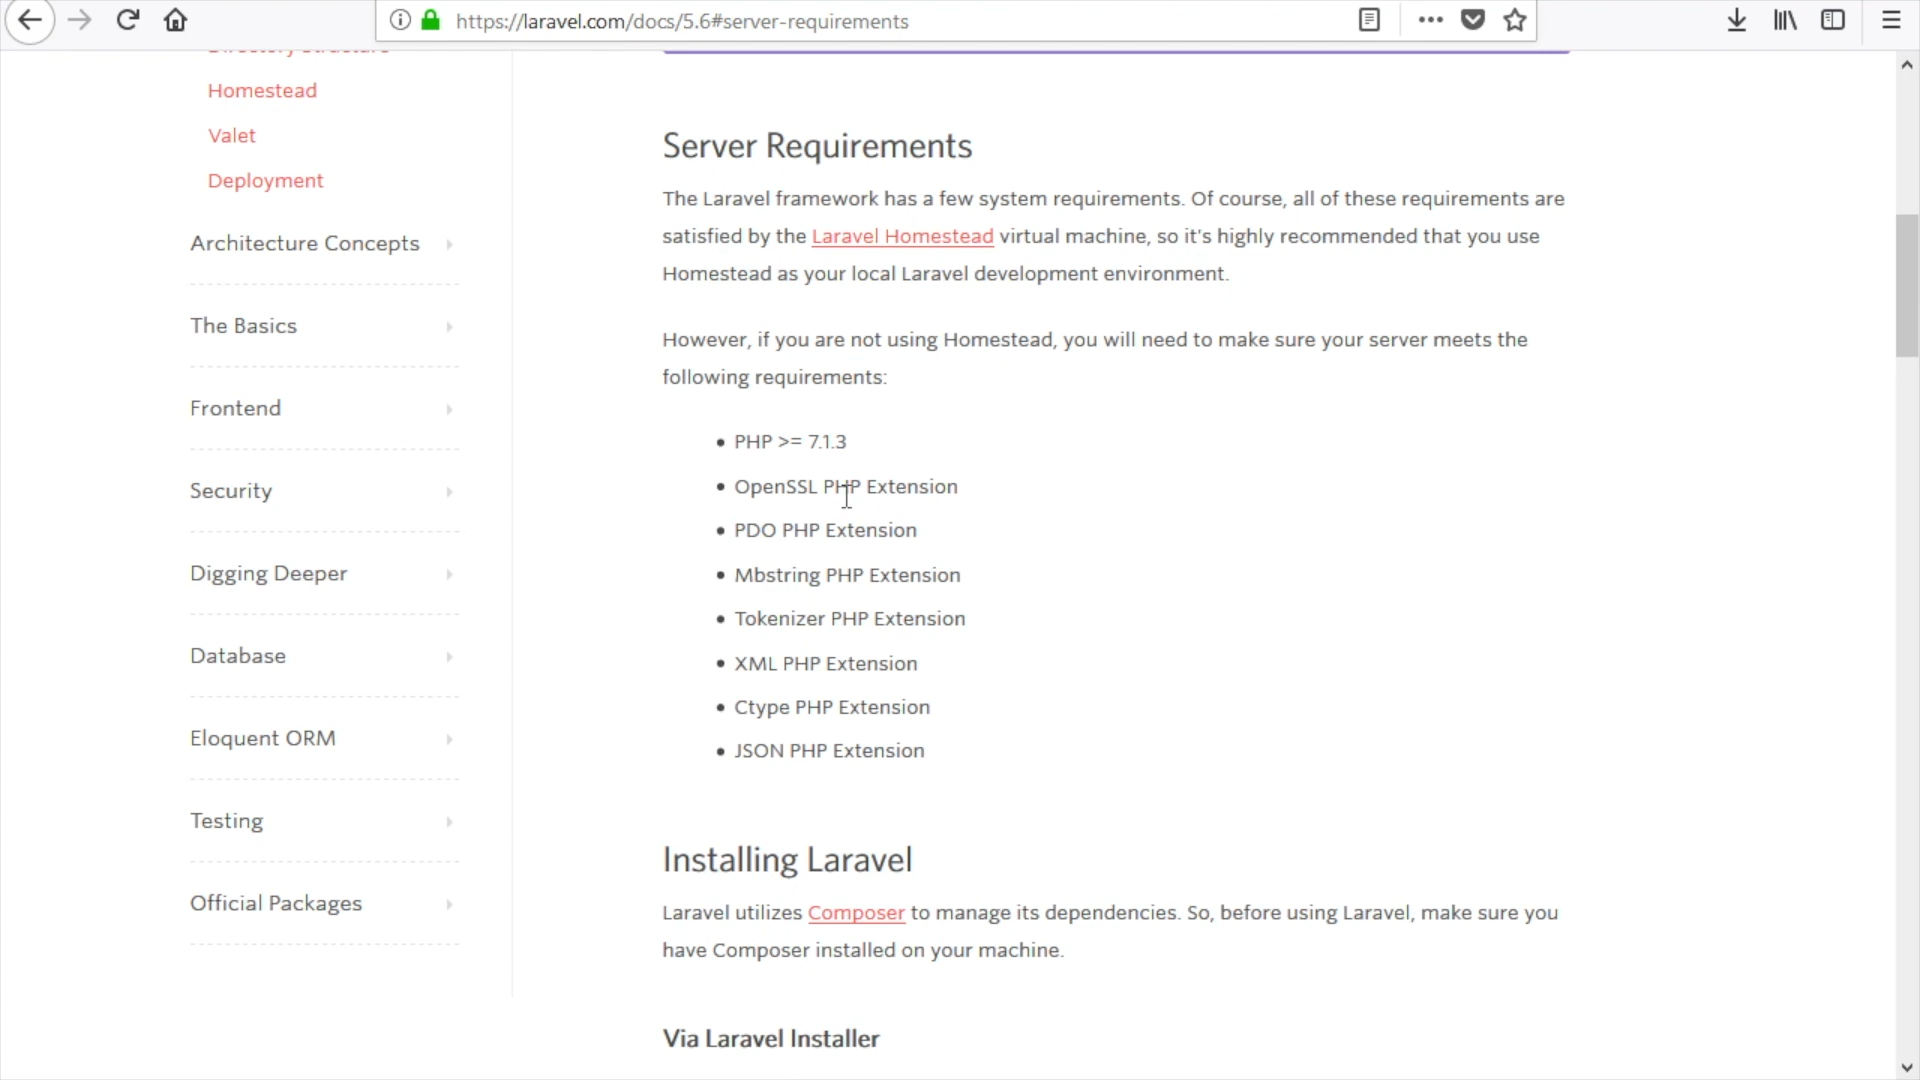 https://laravel.com/docs/5.6#server-requirements
Directory Structure
Homestead
Valet
Deployment
Architecture Concepts
The Basics
Frontend
Security
Digging Deeper
Database
Eloquent ORM
Testing
Official Packages
Server Requirements
The Laravel framework has a few system requirements. Of course, all of these requirements are
satisfied by the Laravel Homestead virtual machine, so it's highly recommended that you use
Homestead as your local Laravel development environment.
However, if you are not using Homestead, you will need to make sure your server meets the
following requirements:
• PHP >= 7.1.3
• OpenSSL PHP Extension
• PDO PHP Extension
• Mbstring PHP Extension
• Tokenizer PHP Extension
• XML PHP Extension
• Ctype PHP Extension
• JSON PHP Extension
Installing Laravel
Laravel utilizes Composer to manage its dependencies. So, before using Laravel, make sure you
have Composer installed on your machine.
Via Laravel Installer